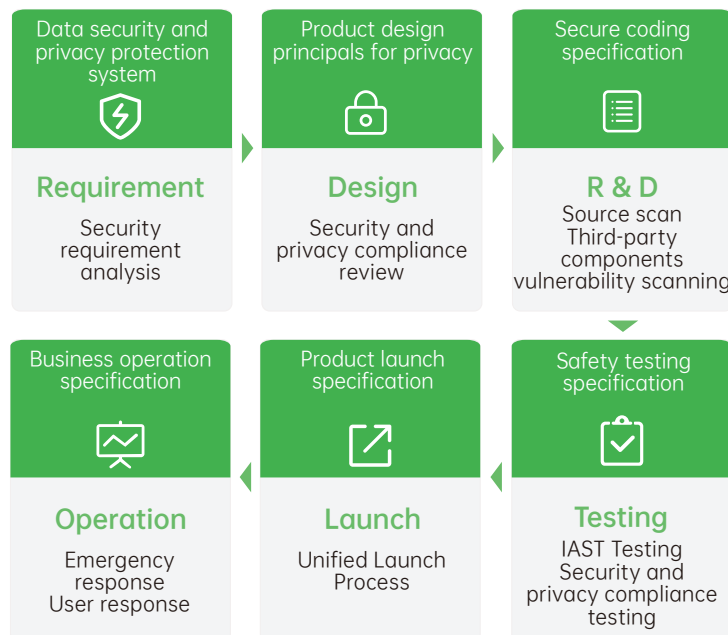 Data security and
privacy protection
system
Requirement
Security
requirement
analysis
Product design
principals for privacy
Design
Security and
privacy compliance
review
Secure coding
specification
R & D
Source scan
Third-party
components
vulnerability scanning
Safety testing
specification
Testing
IAST Testing
Security and
privacy compliance
testing
Product launch
specification
Launch
Unified Launch
Process
Business operation
specification
Operation
Emergency
response
User response